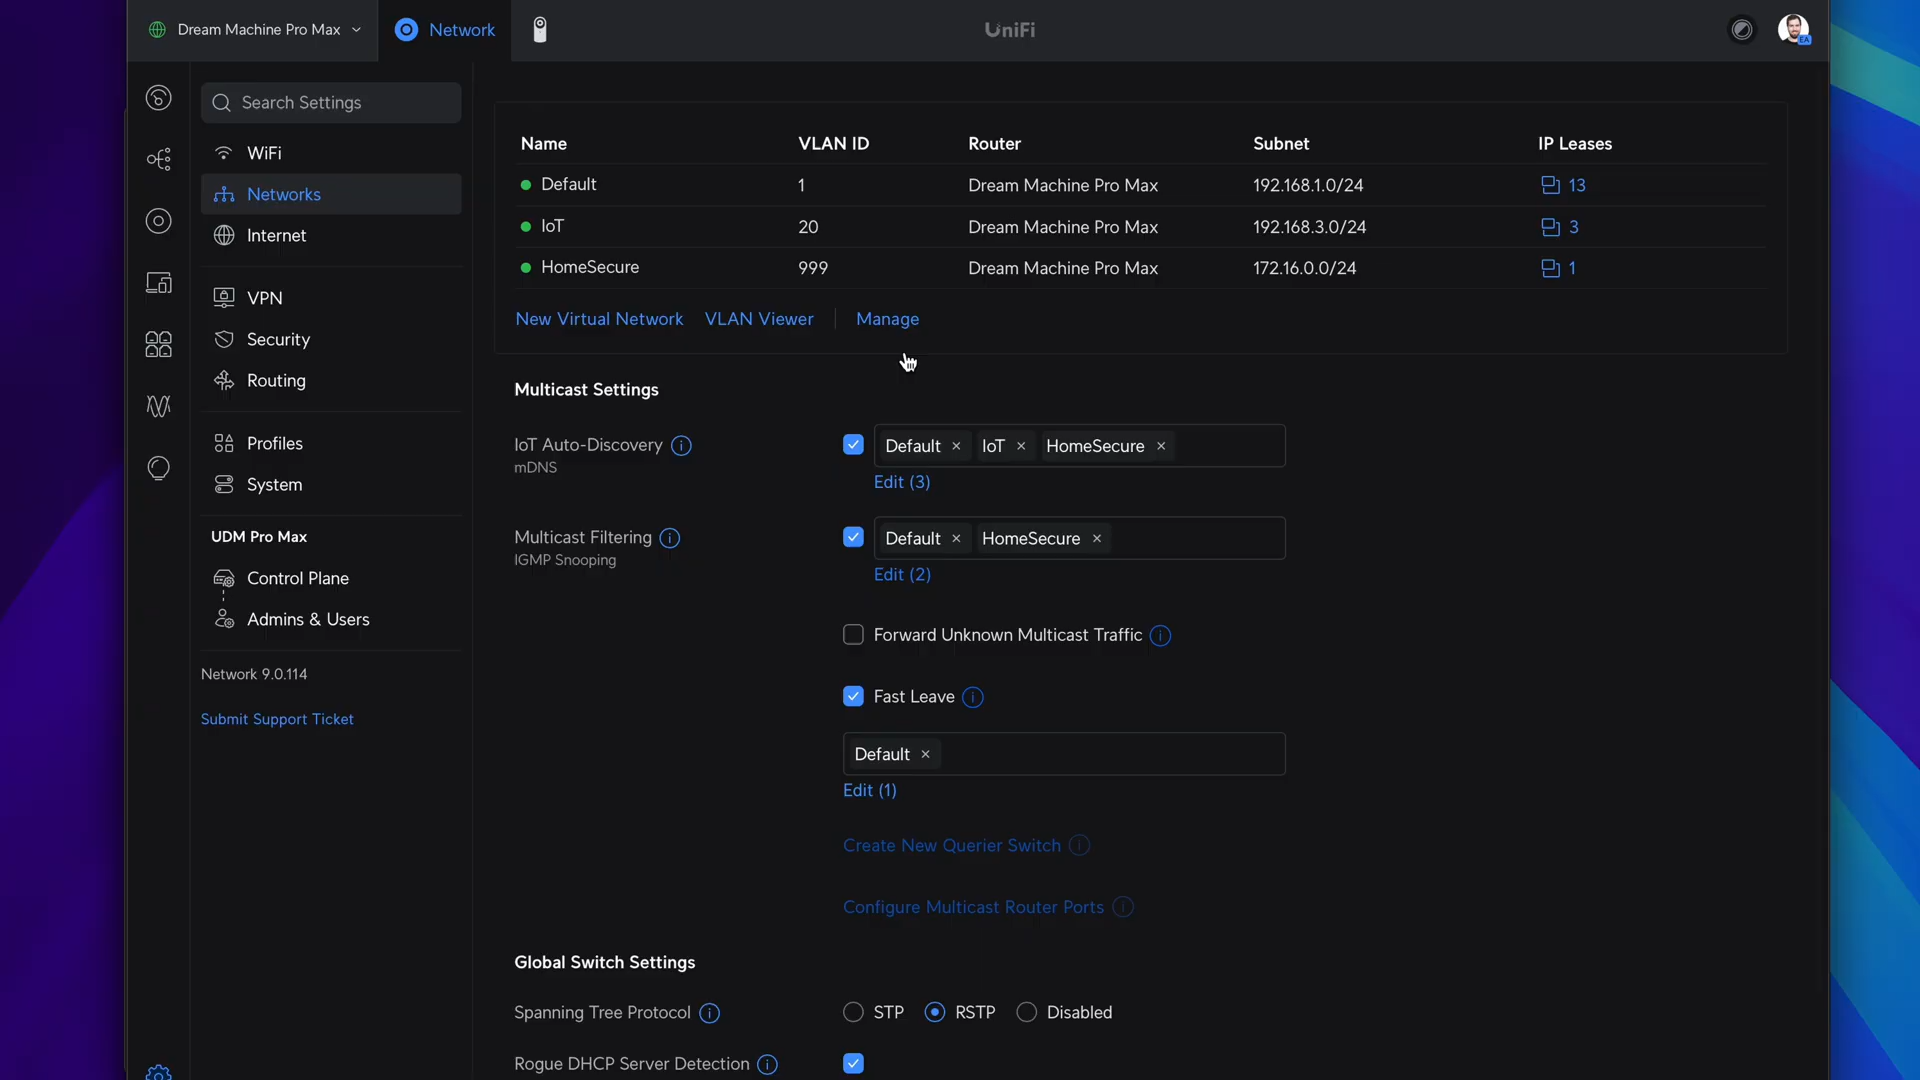 Dream Machine Pro Max
Network
UniFi
EA
Search Settings
WiFi
Networks
Internet
VPN
Security
Routing
Profiles
System
UDM Pro Max
Control Plane
Admins & Users
Network 9.0.114
Submit Support Ticket
Name VLAN ID Router Subnet IP Leases
Default 1 Dream Machine Pro Max 192.168.1.0/24 13
IoT 20 Dream Machine Pro Max 192.168.3.0/24 3
HomeSecure 999 Dream Machine Pro Max 172.16.0.0/24 1
New Virtual Network VLAN Viewer Manage
Multicast Settings
IoT Auto-Discovery Default IoT HomeSecure
mDNS
Edit (3)
Multicast Filtering Default HomeSecure
IGMP Snooping
Edit (2)
Forward Unknown Multicast Traffic
Fast Leave
Default
Edit (1)
Create New Querier Switch
Configure Multicast Router Ports
Global Switch Settings
Spanning Tree Protocol STP RSTP Disabled
Rogue DHCP Server Detection